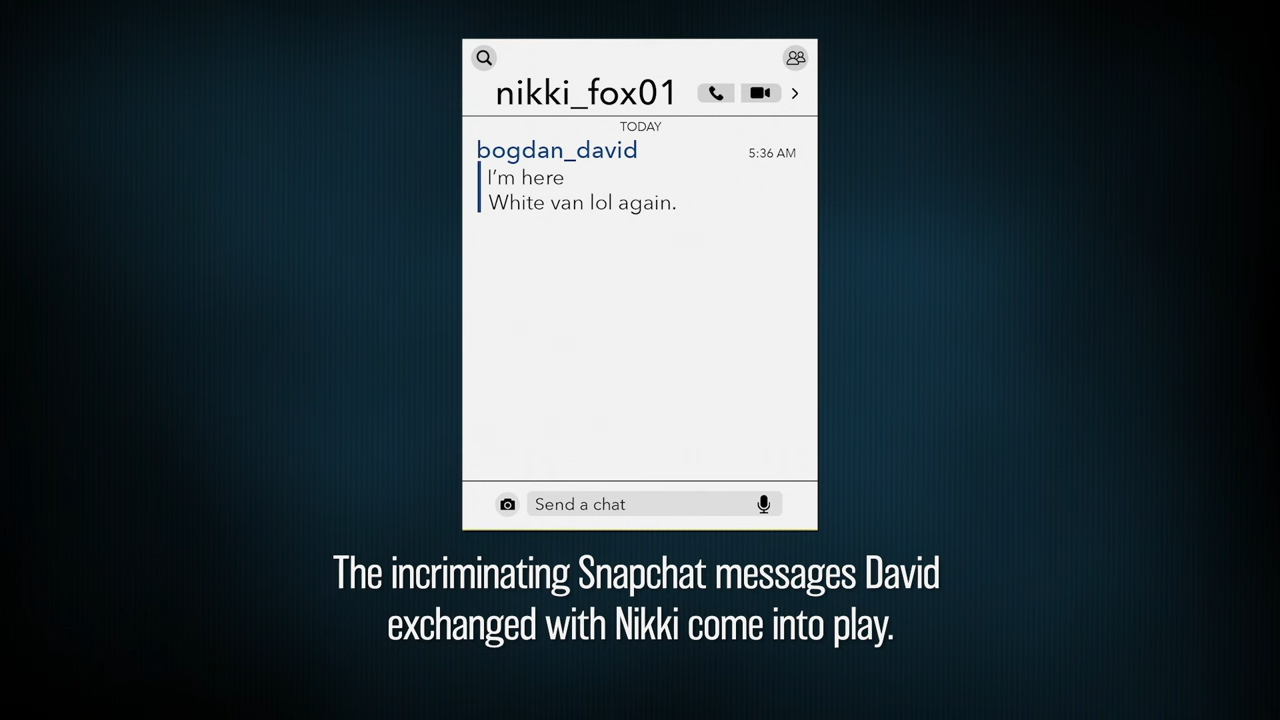 nikki_fox01
TODAY
bogdan_david 5:36 AM
I'm here
White van lol again.
Send a chat
The incriminating Snapchat messages David
exchanged with Nikki come into play.